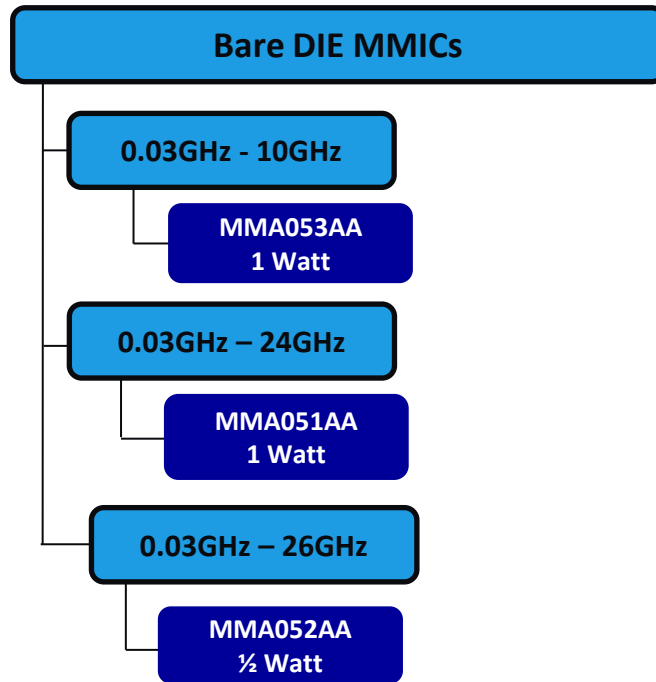 Bare DIE MMICs
0.03GHz - 10GHz
MMA053AA
1 Watt
0.03GHz – 24GHz
MMA051AA
1 Watt
0.03GHz – 26GHz
MMA052AA
½ Watt